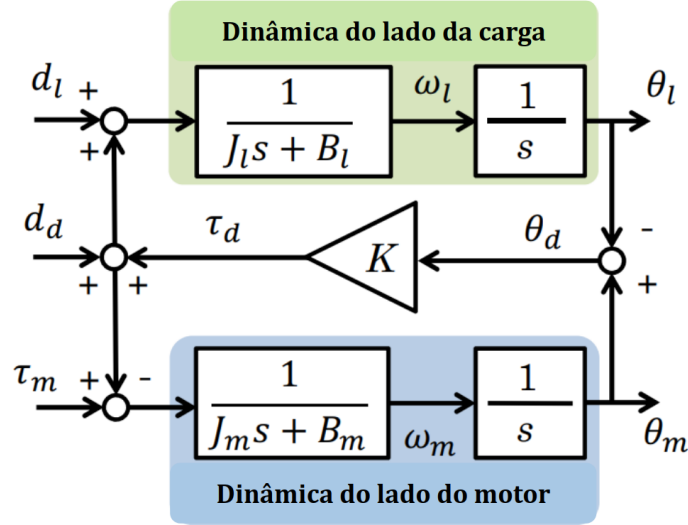 Dinâmica do lado da carga
d_l + +
1 / (J_l s + B_l)
ω_l
1 / s
θ_l
d_d + +
τ_d
K
θ_d
- +
τ_m + -
1 / (J_m s + B_m)
ω_m
1 / s
θ_m
Dinâmica do lado do motor